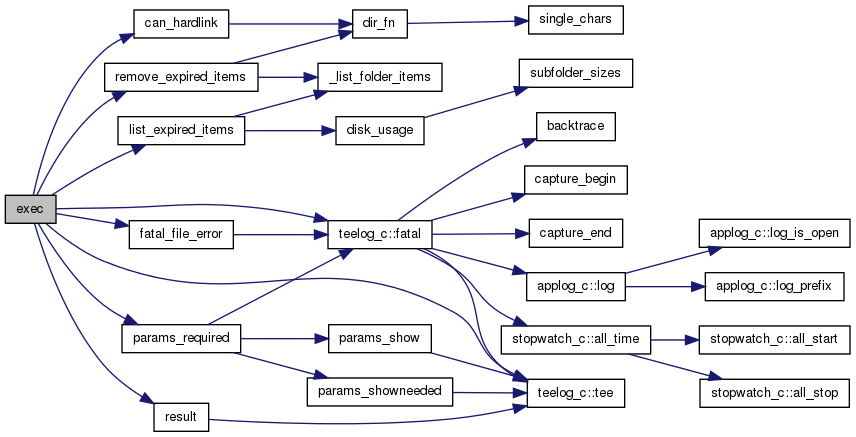 exec
can_hardlink
remove_expired_items
list_expired_items
fatal_file_error
params_required
result
dir_fn
_list_folder_items
disk_usage
teelog_c::fatal
params_show
params_showneeded
single_chars
subfolder_sizes
backtrace
capture_begin
capture_end
applog_c::log
stopwatch_c::all_time
teelog_c::tee
applog_c::log_is_open
applog_c::log_prefix
stopwatch_c::all_start
stopwatch_c::all_stop